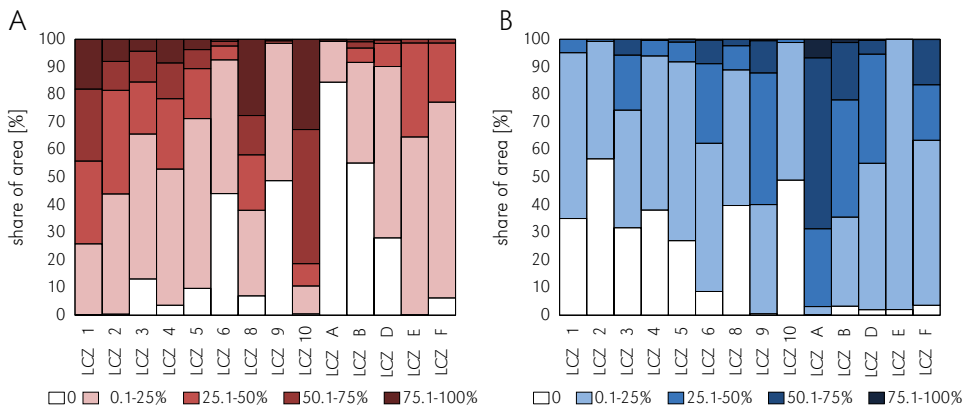 A
B
share of area [%]
100
90
80
70
60
50
40
30
20
10
0
LCZ 1
LCZ 2
LCZ 3
LCZ 4
LCZ 5
LCZ 6
LCZ 8
LCZ 9
LCZ 10
LCZ A
LCZ B
LCZ D
LCZ E
LCZ F
0 0.1-25% 25.1-50% 50.1-75% 75.1-100%
share of area [%]
100
90
80
70
60
50
40
30
20
10
0
LCZ 1
LCZ 2
LCZ 3
LCZ 4
LCZ 5
LCZ 6
LCZ 8
LCZ 9
LCZ 10
LCZ A
LCZ B
LCZ D
LCZ E
LCZ F
0 0.1-25% 25.1-50% 50.1-75% 75.1-100%